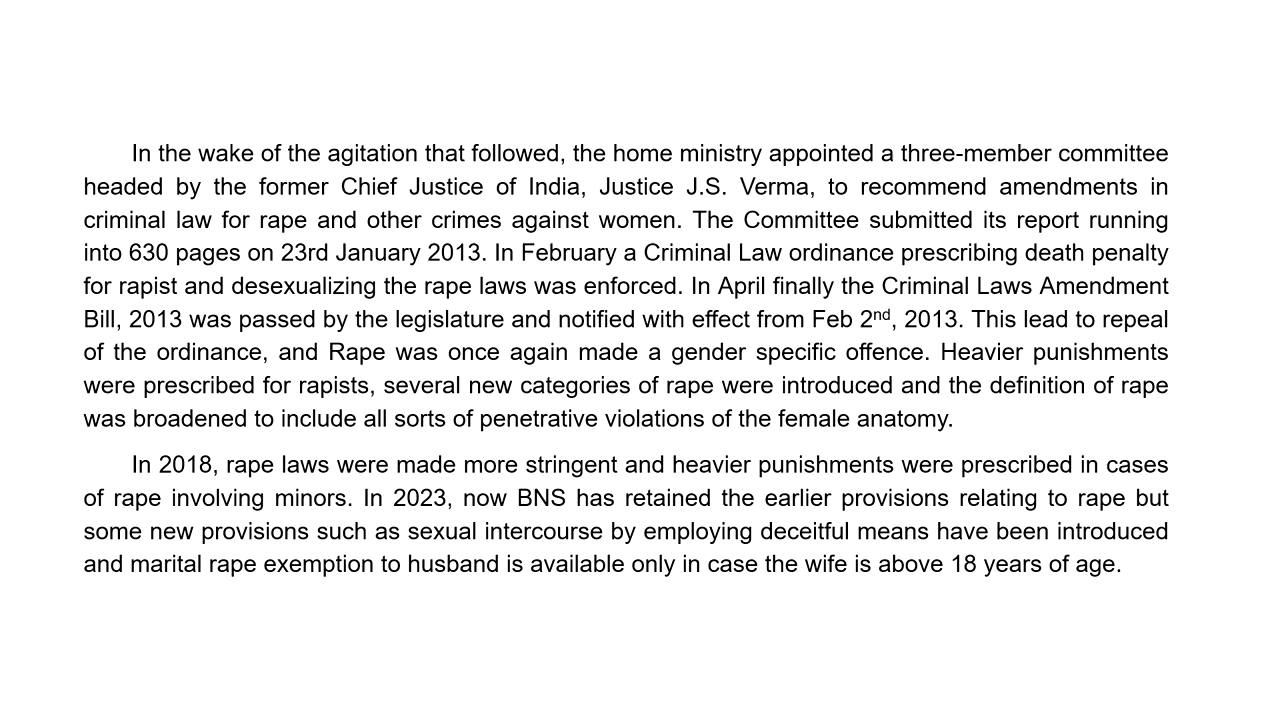 In the wake of the agitation that followed, the home ministry appointed a three-member committee
headed by the former Chief Justice of India, Justice J.S. Verma, to recommend amendments in
criminal law for rape and other crimes against women. The Committee submitted its report running
into 630 pages on 23rd January 2013. In February a Criminal Law ordinance prescribing death penalty
for rapist and desexualizing the rape laws was enforced. In April finally the Criminal Laws Amendment
Bill, 2013 was passed by the legislature and notified with effect from Feb 2nd, 2013. This lead to repeal
of the ordinance, and Rape was once again made a gender specific offence. Heavier punishments
were prescribed for rapists, several new categories of rape were introduced and the definition of rape
was broadened to include all sorts of penetrative violations of the female anatomy.
In 2018, rape laws were made more stringent and heavier punishments were prescribed in cases
of rape involving minors. In 2023, now BNS has retained the earlier provisions relating to rape but
some new provisions such as sexual intercourse by employing deceitful means have been introduced
and marital rape exemption to husband is available only in case the wife is above 18 years of age.